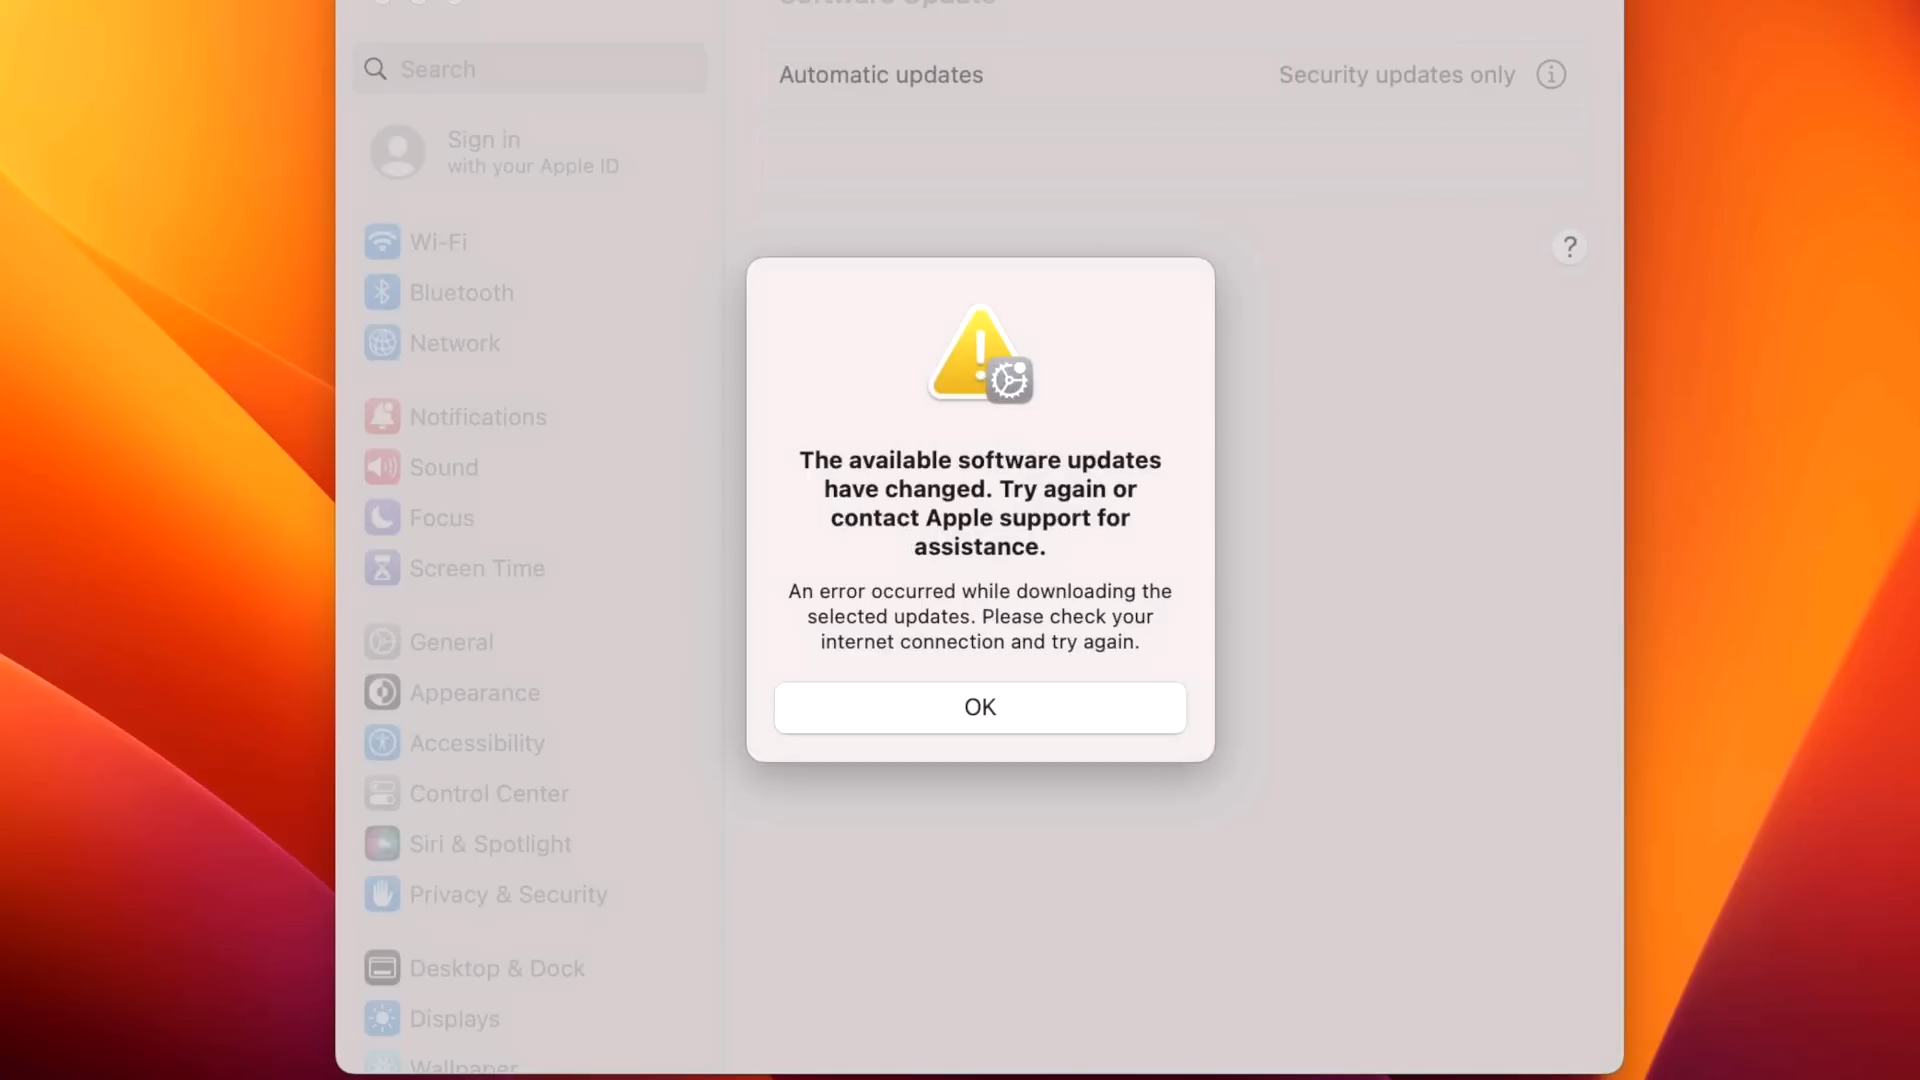 Software Update
Search
Automatic updates
Security updates only
Sign in
with your Apple ID
Wi-Fi
Bluetooth
Network
Notifications
Sound
Focus
Screen Time
General
Appearance
Accessibility
Control Center
Siri & Spotlight
Privacy & Security
Desktop & Dock
Displays
Wallpaper
?
The available software updates
have changed. Try again or
contact Apple support for
assistance.
An error occurred while downloading the
selected updates. Please check your
internet connection and try again.
OK